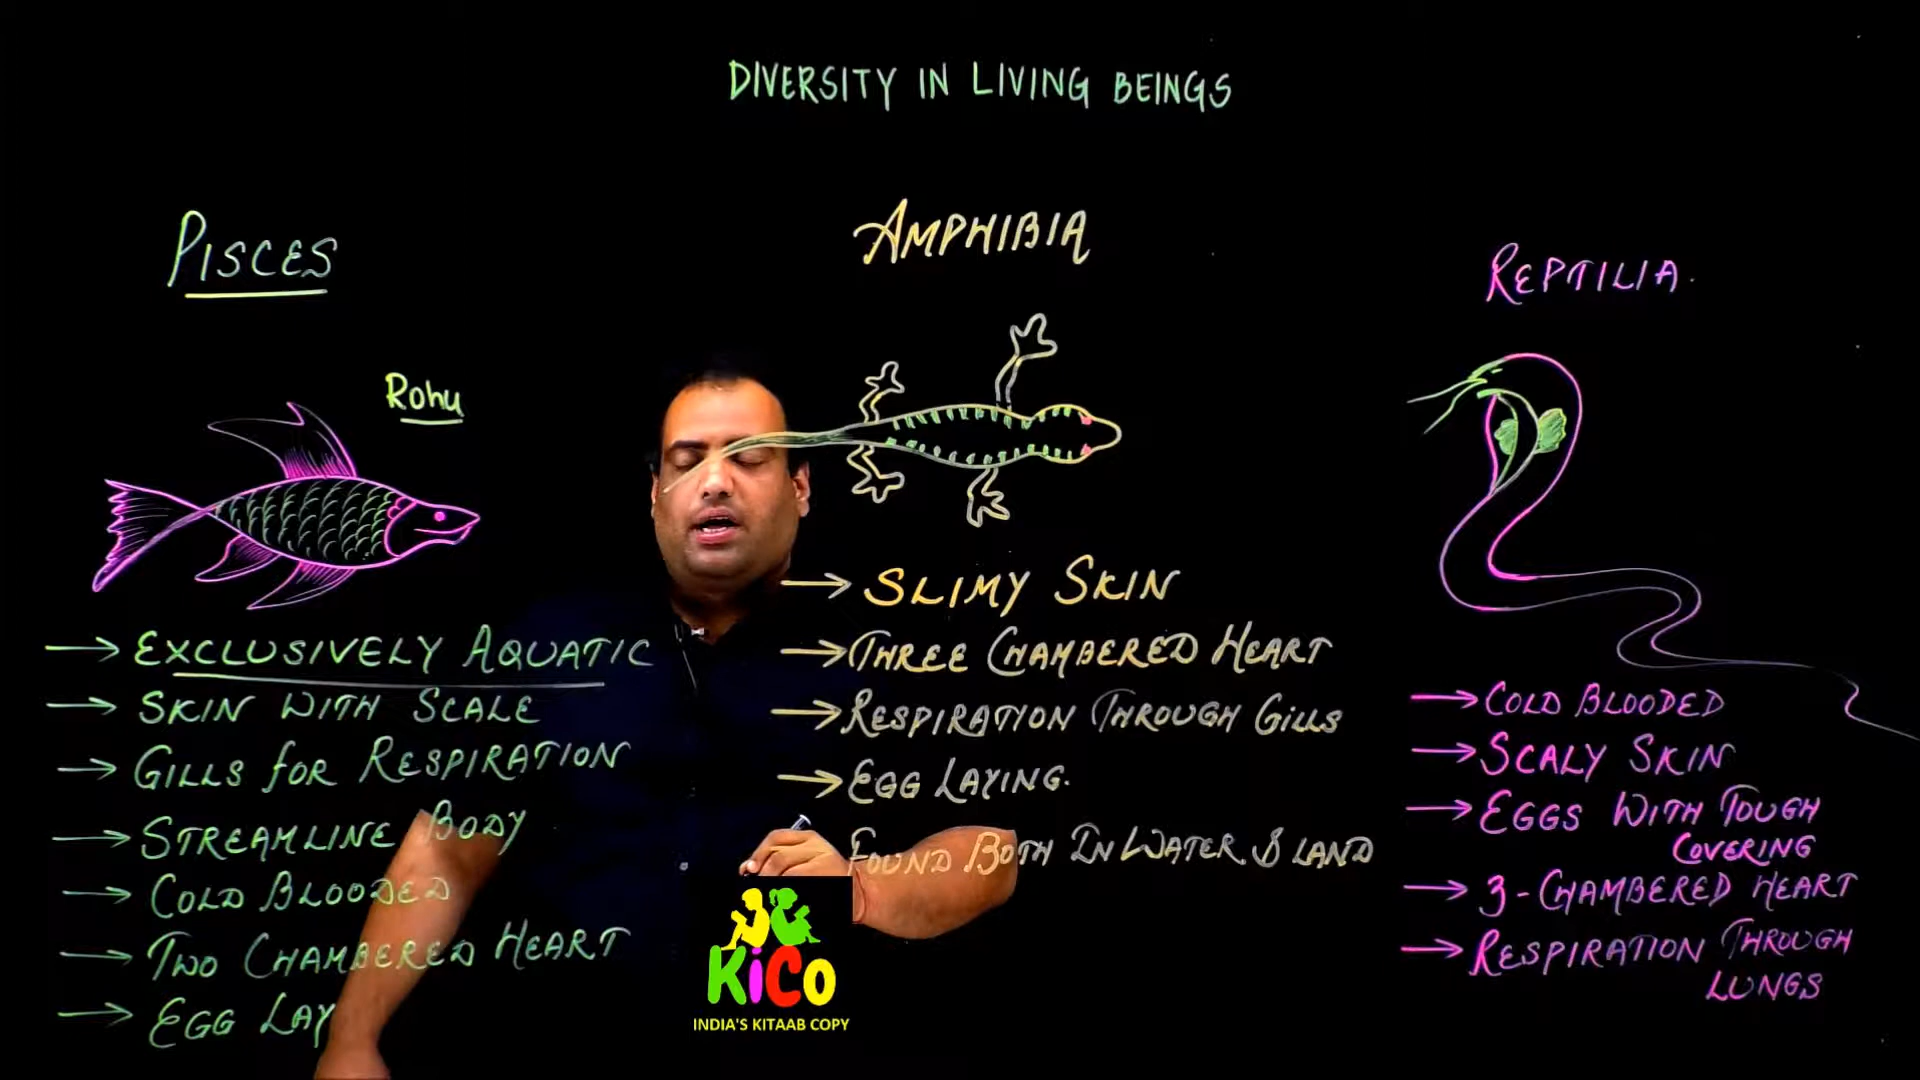 DIVERSITY IN LIVING BEINGS
PISCES
Rohu
→ EXCLUSIVELY AQUATIC
→ SKIN WITH SCALE
→ GILLS FOR RESPIRATION
→ STREAMLINE BODY
→ COLD BLOODED
→ TWO CHAMBERED HEART
→ EGG LAY
AMPHIBIA
→ SLIMY SKIN
→ THREE CHAMBERED HEART
→ RESPIRATION THROUGH GILLS
→ EGG LAYING.
FOUND BOTH IN WATER & LAND
REPTILIA.
→ COLD BLOODED
→ SCALY SKIN
→ EGGS WITH TOUGH
COVERING
→ 3-CHAMBERED HEART
→ RESPIRATION THROUGH
LUNGS
KiCo
INDIA'S KITAAB COPY